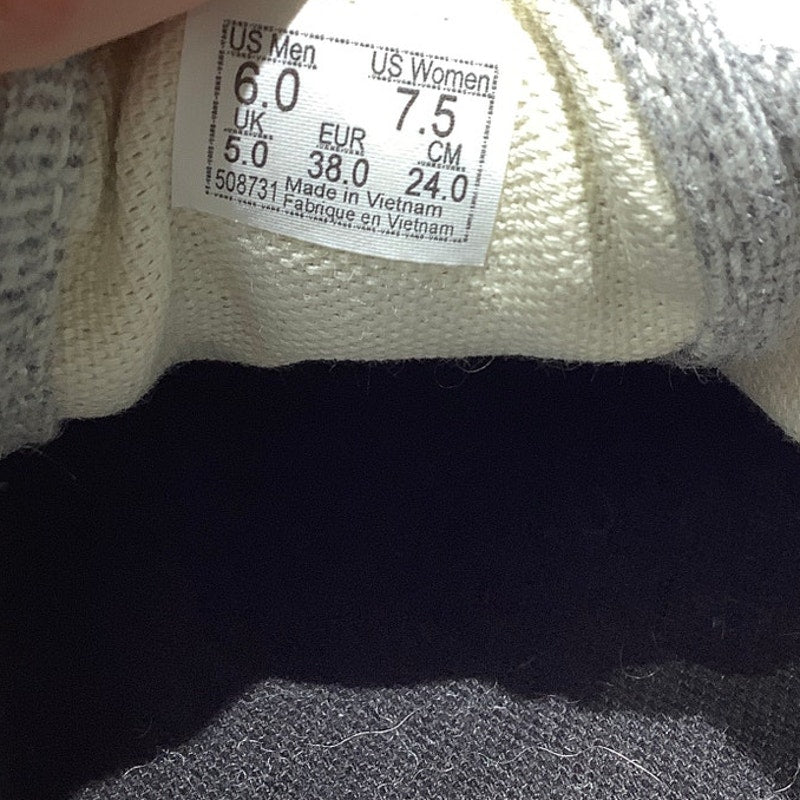 US Men US Women
6.0 7.5
UK EUR CM
5.0 38.0 24.0
508731 Made in Vietnam
Fabrique en Vietnam